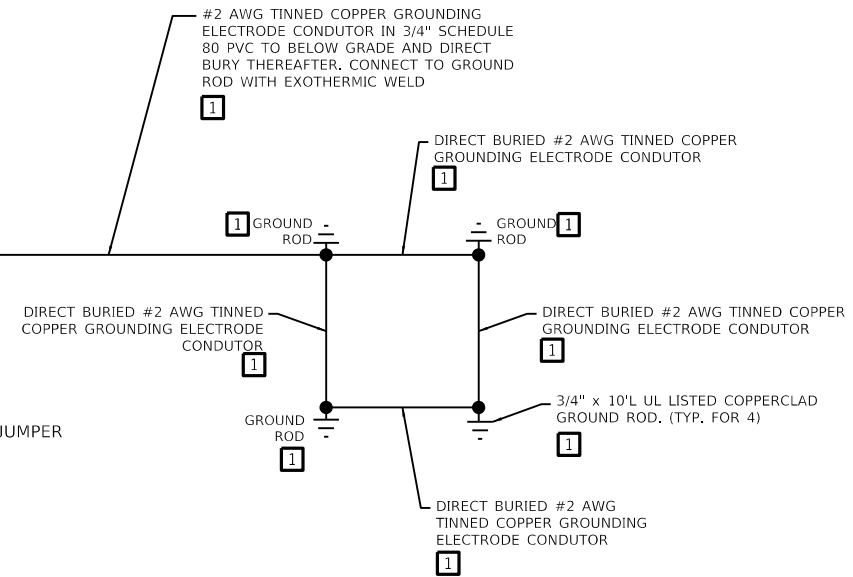 #2 AWG TINNED COPPER GROUNDING
ELECTRODE CONDUTOR IN 3/4" SCHEDULE
80 PVC TO BELOW GRADE AND DIRECT
BURY THEREAFTER. CONNECT TO GROUND
ROD WITH EXOTHERMIC WELD
1
DIRECT BURIED #2 AWG TINNED COPPER
GROUNDING ELECTRODE CONDUTOR
1
1 GROUND
ROD
GROUND 1
ROD
DIRECT BURIED #2 AWG TINNED
COPPER GROUNDING ELECTRODE
CONDUTOR
1
DIRECT BURIED #2 AWG TINNED COPPER
GROUNDING ELECTRODE CONDUTOR
1
3/4" x 10'L UL LISTED COPPERCLAD
GROUND ROD. (TYP. FOR 4)
1
GROUND
ROD
1
JUMPER
DIRECT BURIED #2 AWG
TINNED COPPER GROUNDING
ELECTRODE CONDUTOR
1